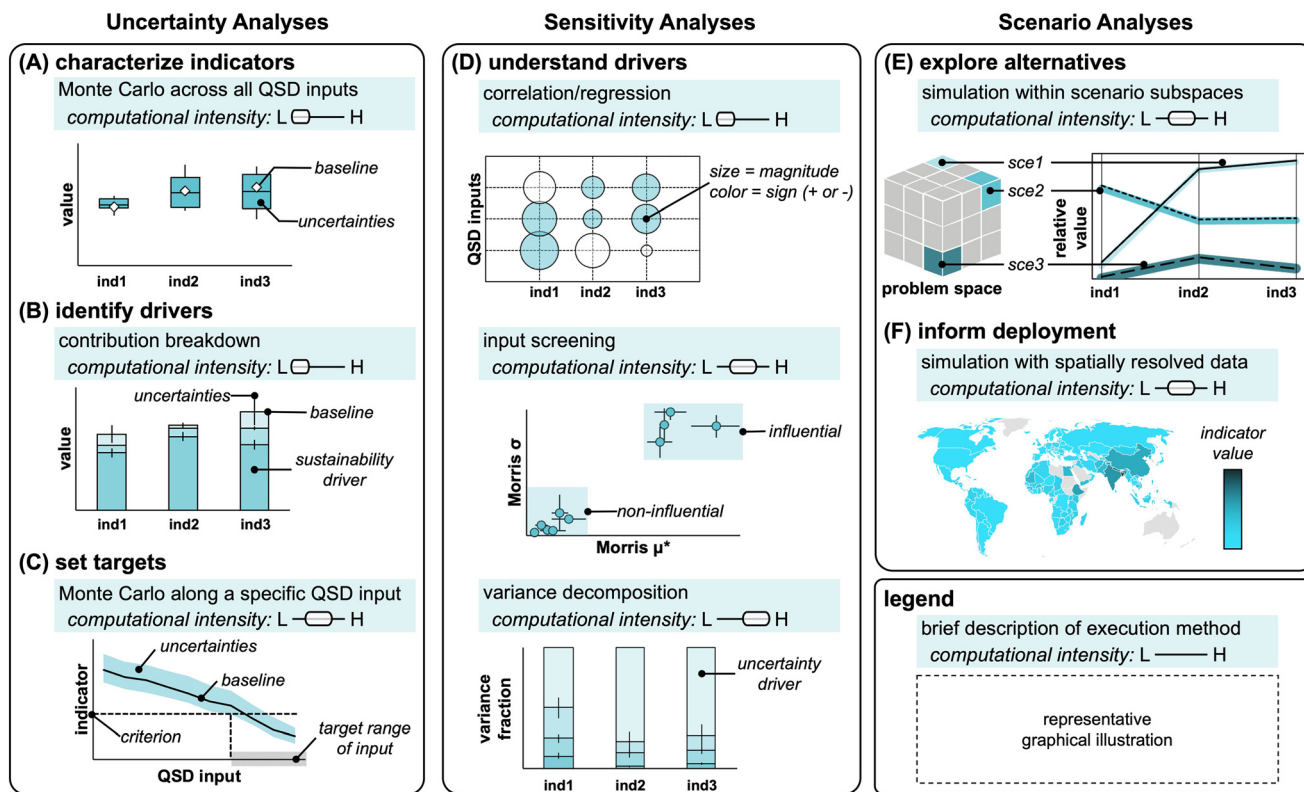 Uncertainty Analyses
(A) characterize indicators
Monte Carlo across all QSD inputs
computational intensity: L H
value
baseline
uncertainties
ind1 ind2 ind3
(B) identify drivers
contribution breakdown
computational intensity: L H
value
uncertainties
baseline
sustainability
driver
ind1 ind2 ind3
(C) set targets
Monte Carlo along a specific QSD input
computational intensity: L H
indicator
uncertainties
baseline
criterion
target range
of input
QSD input
Sensitivity Analyses
(D) understand drivers
correlation/regression
computational intensity: L H
QSD inputs
size = magnitude
color = sign (+ or -)
ind1 ind2 ind3
input screening
computational intensity: L H
Morris σ
influential
non-influential
Morris μ*
variance decomposition
computational intensity: L H
variance
fraction
uncertainty
driver
ind1 ind2 ind3
Scenario Analyses
(E) explore alternatives
simulation within scenario subspaces
computational intensity: L H
sce1
sce2
sce3
problem space
relative
value
ind1 ind2 ind3
(F) inform deployment
simulation with spatially resolved data
computational intensity: L H
indicator
value
legend
brief description of execution method
computational intensity: L H
representative
graphical illustration